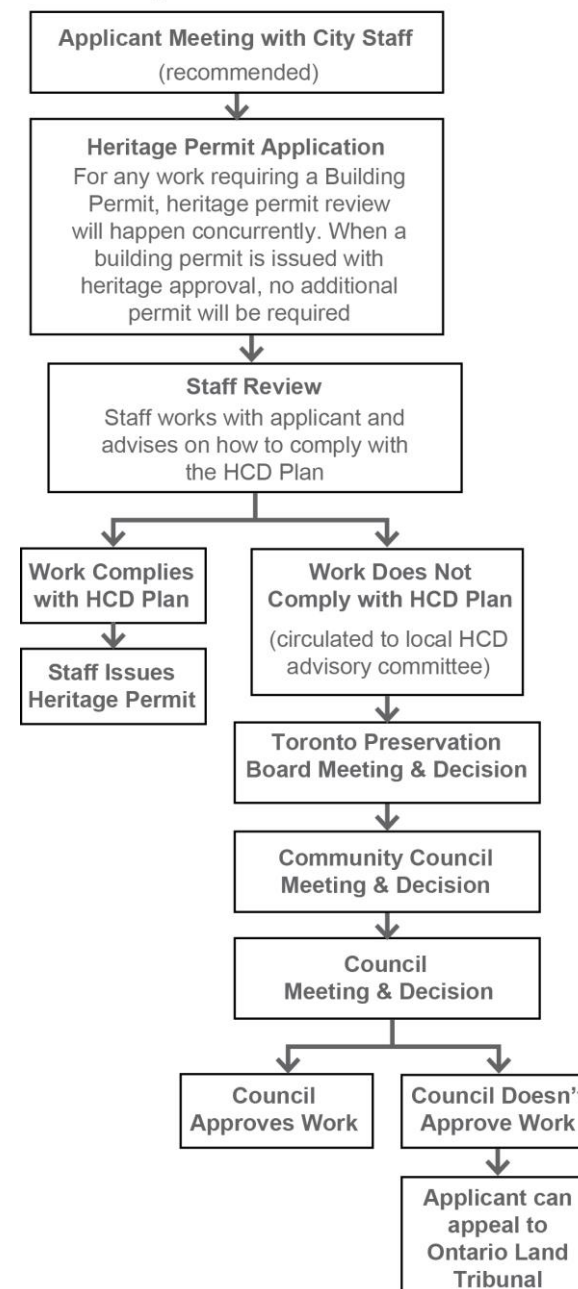 Applicant Meeting with City Staff
(recommended)
Heritage Permit Application
For any work requiring a Building
Permit, heritage permit review
will happen concurrently. When a
building permit is issued with
heritage approval, no additional
permit will be required
Staff Review
Staff works with applicant and
advises on how to comply with
the HCD Plan
Work Complies
with HCD Plan
Staff Issues
Heritage Permit
Work Does Not
Comply with HCD Plan
(circulated to local HCD
advisory committee)
Toronto Preservation
Board Meeting & Decision
Community Council
Meeting & Decision
Council
Meeting & Decision
Council
Approves Work
Council Doesn't
Approve Work
Applicant can
appeal to
Ontario Land
Tribunal